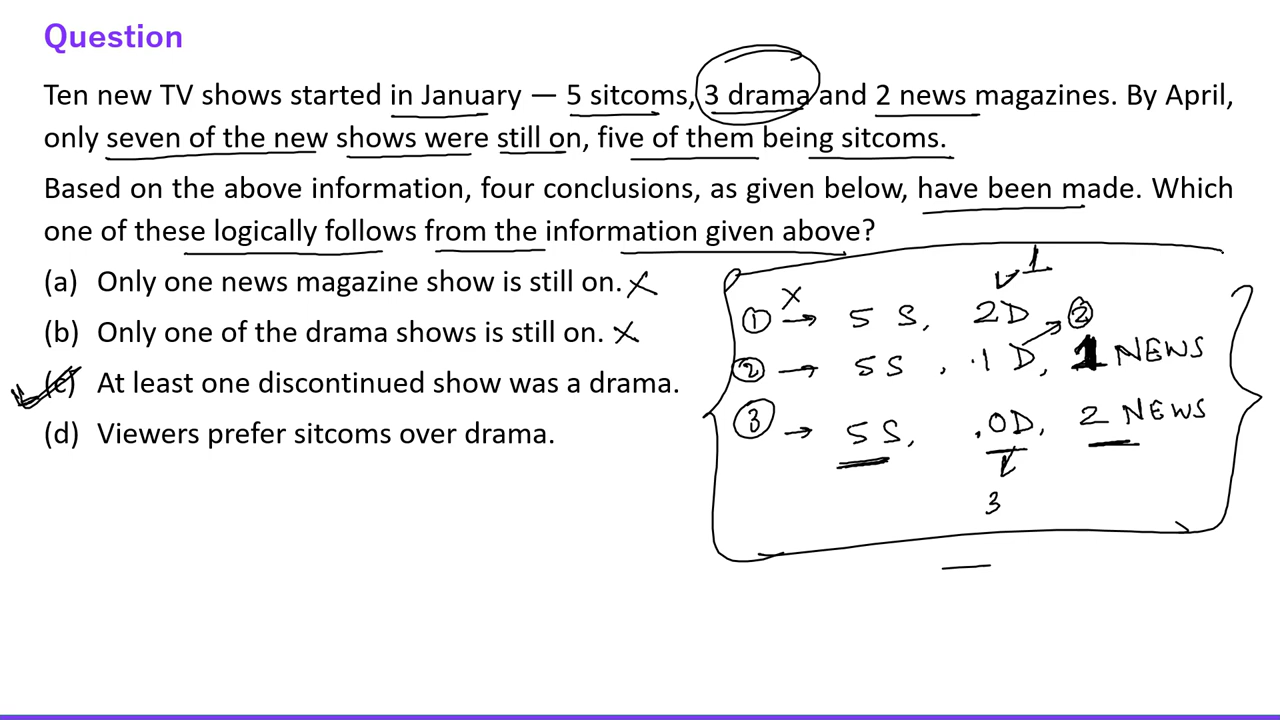 Question
Ten new TV shows started in January — 5 sitcoms, 3 drama and 2 news magazines. By April,
only seven of the new shows were still on, five of them being sitcoms.
Based on the above information, four conclusions, as given below, have been made. Which
one of these logically follows from the information given above?
(a) Only one news magazine show is still on. X
(b) Only one of the drama shows is still on. X
(c) At least one discontinued show was a drama.
(d) Viewers prefer sitcoms over drama.
1
X
① → 5 S, 2D ②
② → 5 S, 1 D, 1 NEWS
③ → 5 S, 0D, 2 NEWS
3